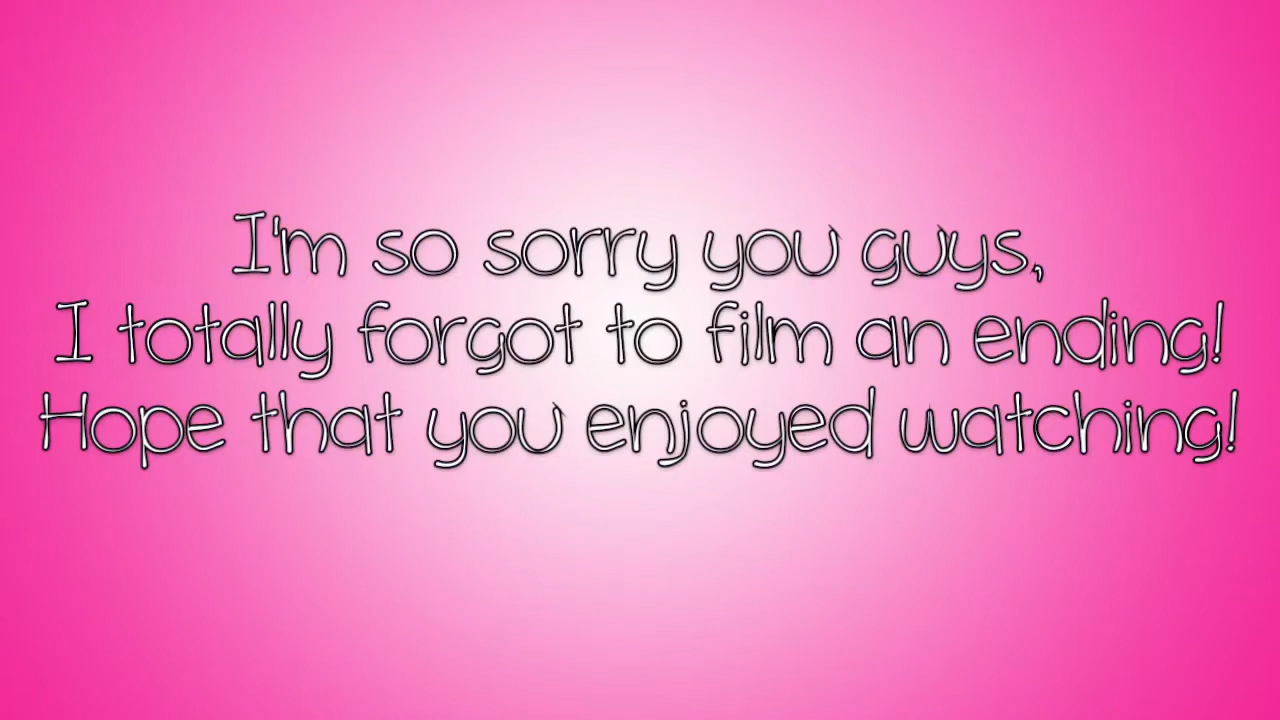 I'm so sorry you guys,
I totally forgot to film an ending!
Hope that you enjoyed watching!